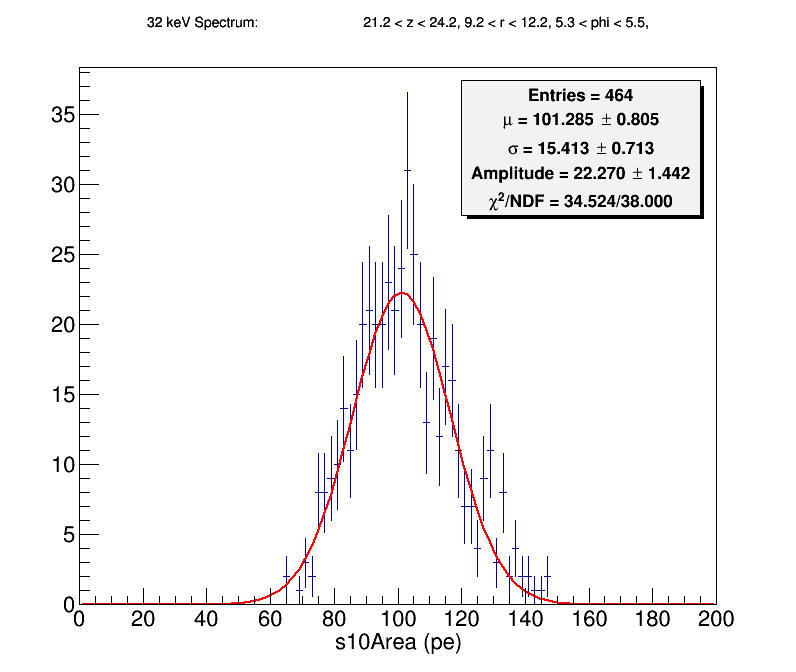 32 keV Spectrum: 21.2 < z < 24.2, 9.2 < r < 12.2, 5.3 < phi < 5.5,
Entries = 464
μ = 101.285 ± 0.805
σ = 15.413 ± 0.713
Amplitude = 22.270 ± 1.442
χ²/NDF = 34.524/38.000
35
30
25
20
15
10
5
0
0 20 40 60 80 100 120 140 160 180 200
s10Area (pe)